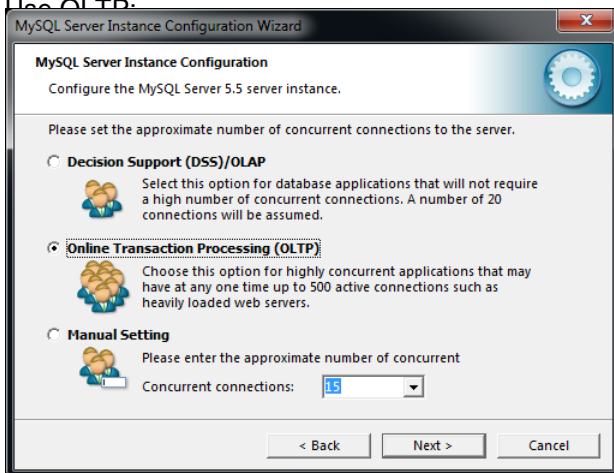 Use OLTP:
MySQL Server Instance Configuration Wizard
MySQL Server Instance Configuration
Configure the MySQL Server 5.5 server instance.
Please set the approximate number of concurrent connections to the server.
Decision Support (DSS)/OLAP
Select this option for database applications that will not require
a high number of concurrent connections. A number of 20
connections will be assumed.
Online Transaction Processing (OLTP)
Choose this option for highly concurrent applications that may
have at any one time up to 500 active connections such as
heavily loaded web servers.
Manual Setting
Please enter the approximate number of concurrent
Concurrent connections: 15
< Back Next > Cancel